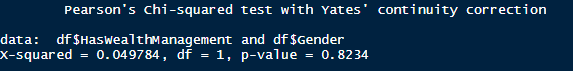 Pearson's Chi-squared test with Yates' continuity correction
data: df$HasWealthManagement and df$Gender
X-squared = 0.049784, df = 1, p-value = 0.8234